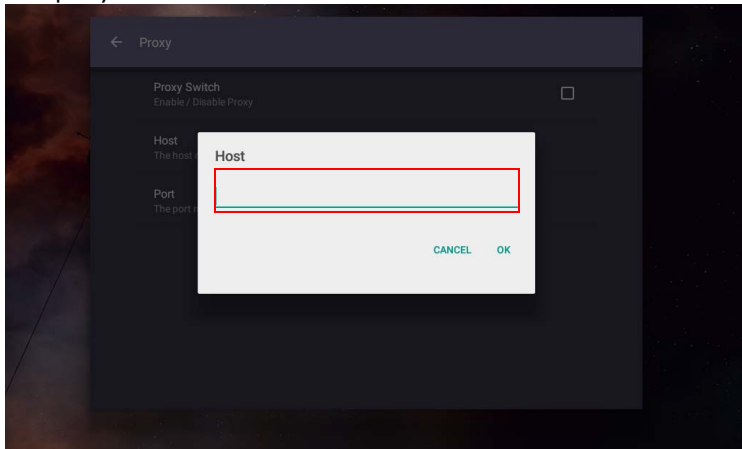 Proxy
Proxy Switch
Enable / Disable Proxy
Host
The host
Host
Port
The port
CANCEL OK